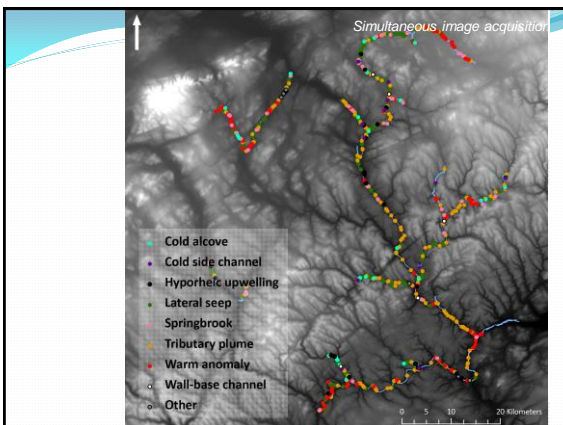 Simultaneous image acquisition
Cold alcove
Cold side channel
Hyporheic upwelling
Lateral seep
Springbrook
Tributary plume
Warm anomaly
Wall-base channel
Other
0 5 10 20 Kilometers